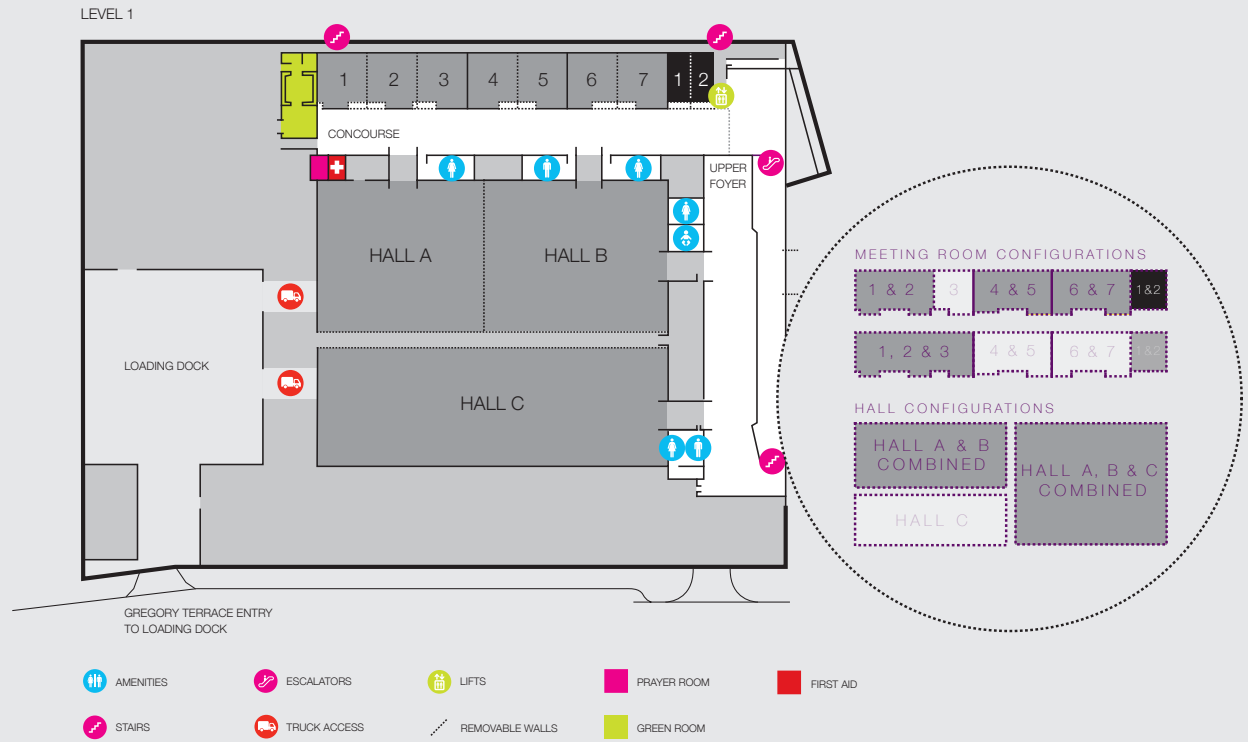 LEVEL 1
1 2 3 4 5 6 7 1 2
CONCOURSE
UPPER
FOYER
HALL A
HALL B
LOADING DOCK
HALL C
GREGORY TERRACE ENTRY
TO LOADING DOCK
MEETING ROOM CONFIGURATIONS
1 & 2 3 4 & 5 6 & 7 1&2
1, 2 & 3 4 & 5 6 & 7 1&2
HALL CONFIGURATIONS
HALL A & B
COMBINED
HALL A, B & C
COMBINED
HALL C
AMENITIES
ESCALATORS
LIFTS
PRAYER ROOM
FIRST AID
STAIRS
TRUCK ACCESS
REMOVABLE WALLS
GREEN ROOM